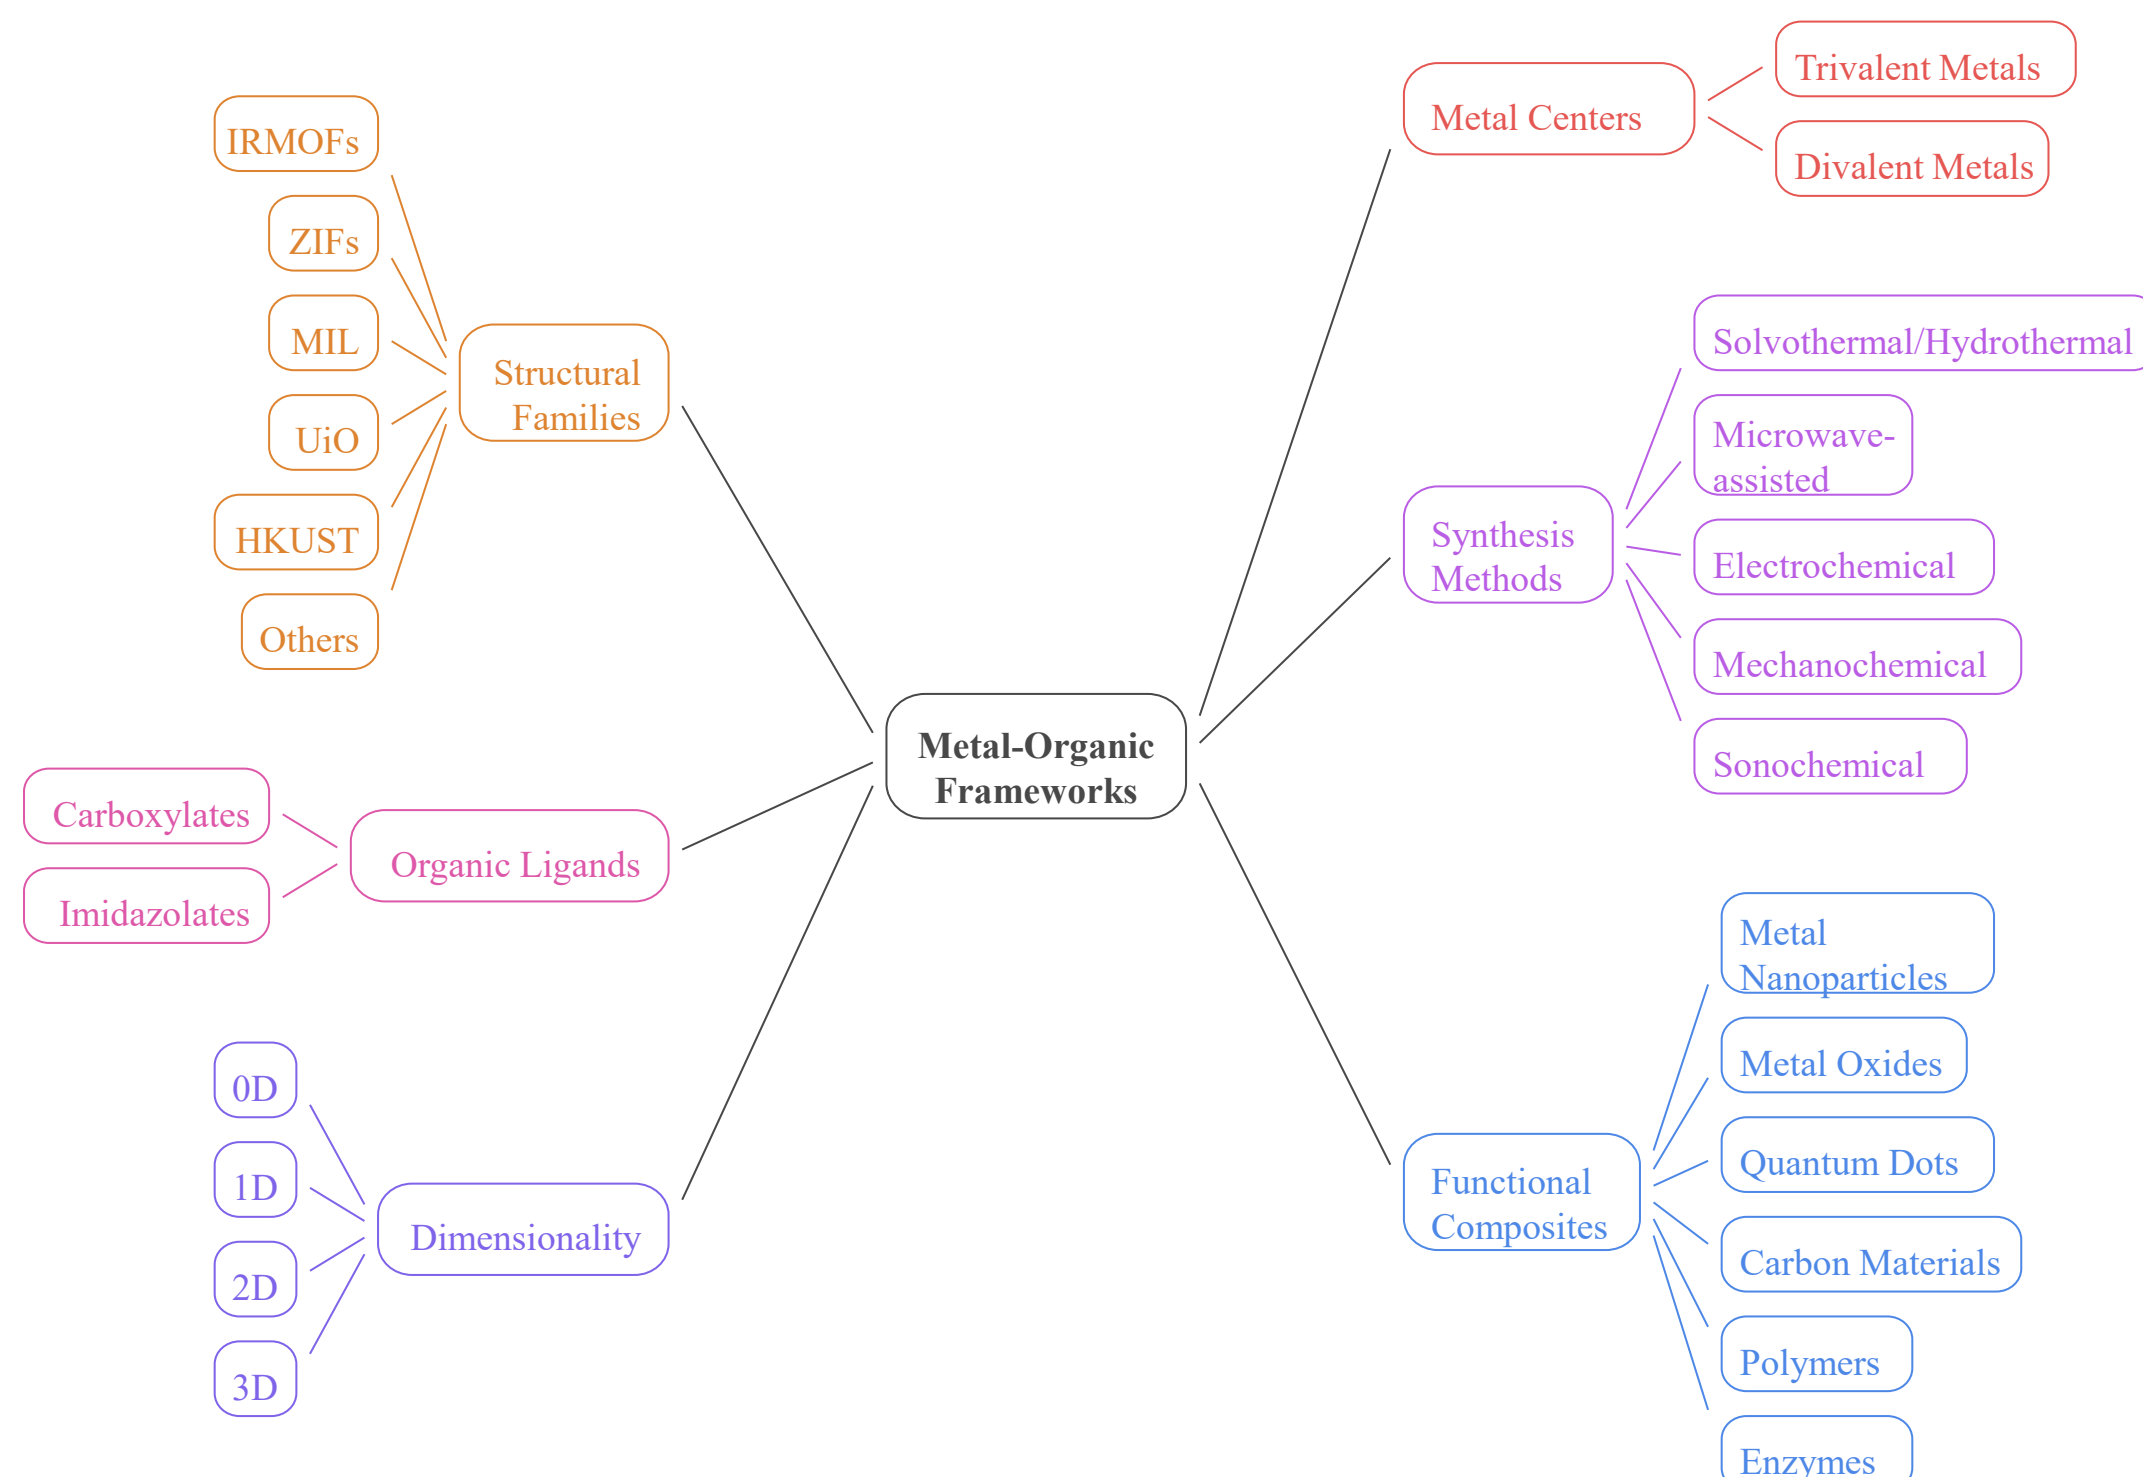 Metal-Organic
Frameworks
Structural
Families
IRMOFs
ZIFs
MIL
UiO
HKUST
Others
Organic Ligands
Carboxylates
Imidazolates
Dimensionality
0D
1D
2D
3D
Metal Centers
Trivalent Metals
Divalent Metals
Synthesis
Methods
Solvothermal/Hydrothermal
Microwave-
assisted
Electrochemical
Mechanochemical
Sonochemical
Functional
Composites
Metal
Nanoparticles
Metal Oxides
Quantum Dots
Carbon Materials
Polymers
Enzymes